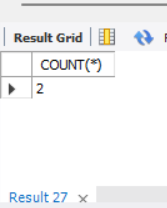 Result Grid
COUNT(*)
2
Result 27